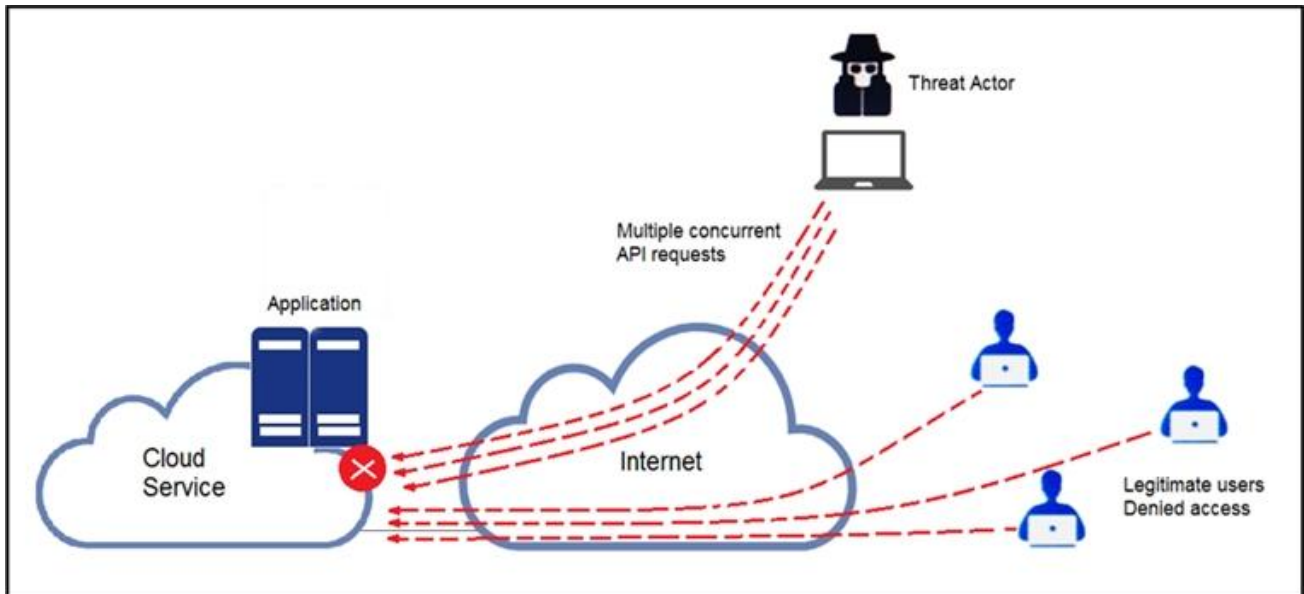 Threat Actor
Multiple concurrent
API requests
Application
Cloud
Service
Internet
Legitimate users
Denied access